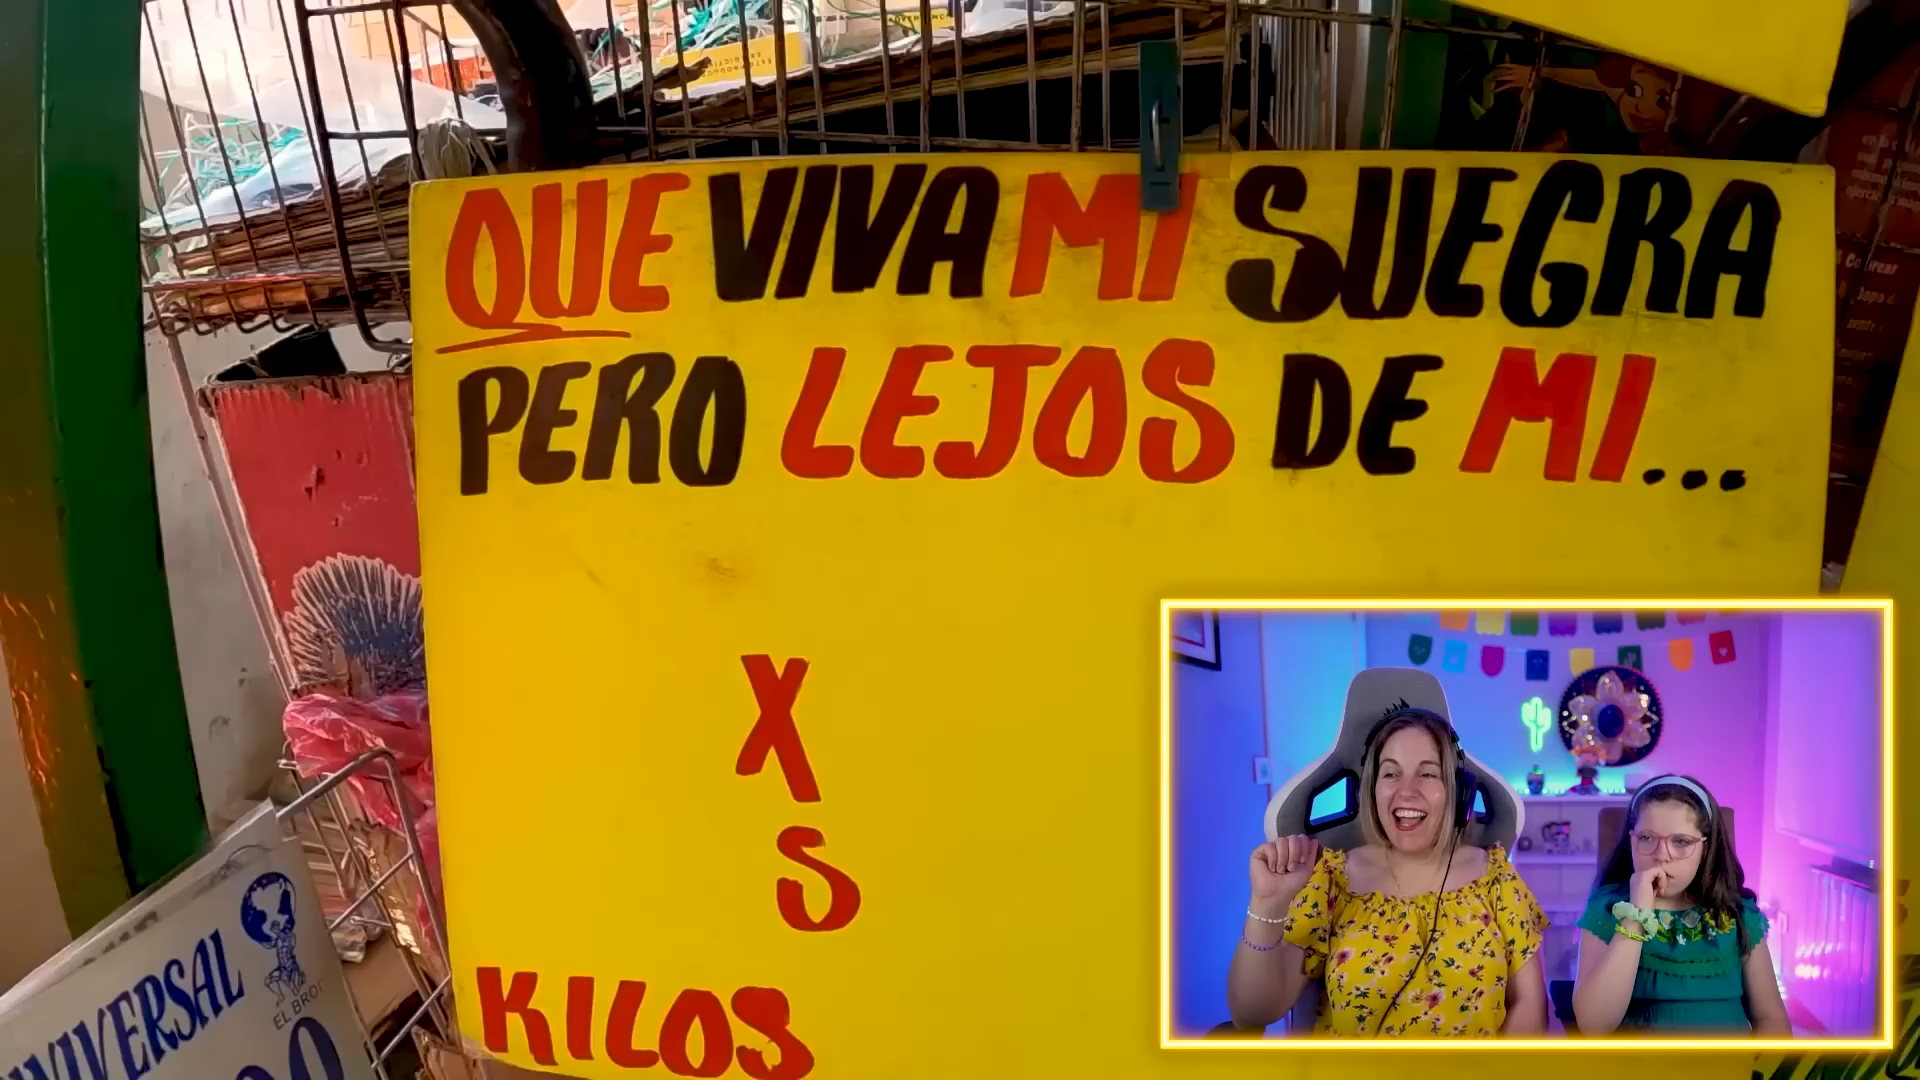 QUE VIVA MI SUEGRA
PERO LEJOS DE MI...
X
S
KILOS
UNIVERSAL
EL BRO